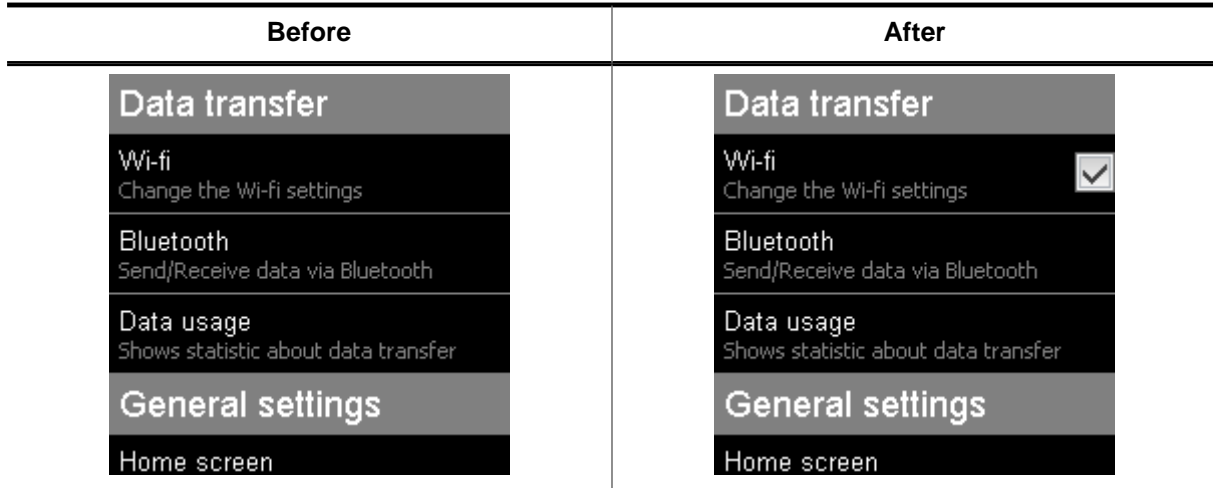 Before
After
Data transfer
Wi-fi
Change the Wi-fi settings
Bluetooth
Send/Receive data via Bluetooth
Data usage
Shows statistic about data transfer
General settings
Home screen
Data transfer
Wi-fi
Change the Wi-fi settings
Bluetooth
Send/Receive data via Bluetooth
Data usage
Shows statistic about data transfer
General settings
Home screen